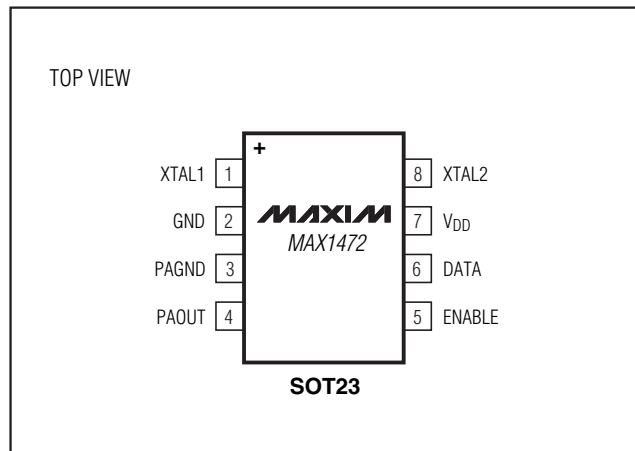 TOP VIEW
+
XTAL1 1
8 XTAL2
GND 2
MAXIM
7 VDD
MAX1472
PAGND 3
6 DATA
PAOUT 4
5 ENABLE
SOT23